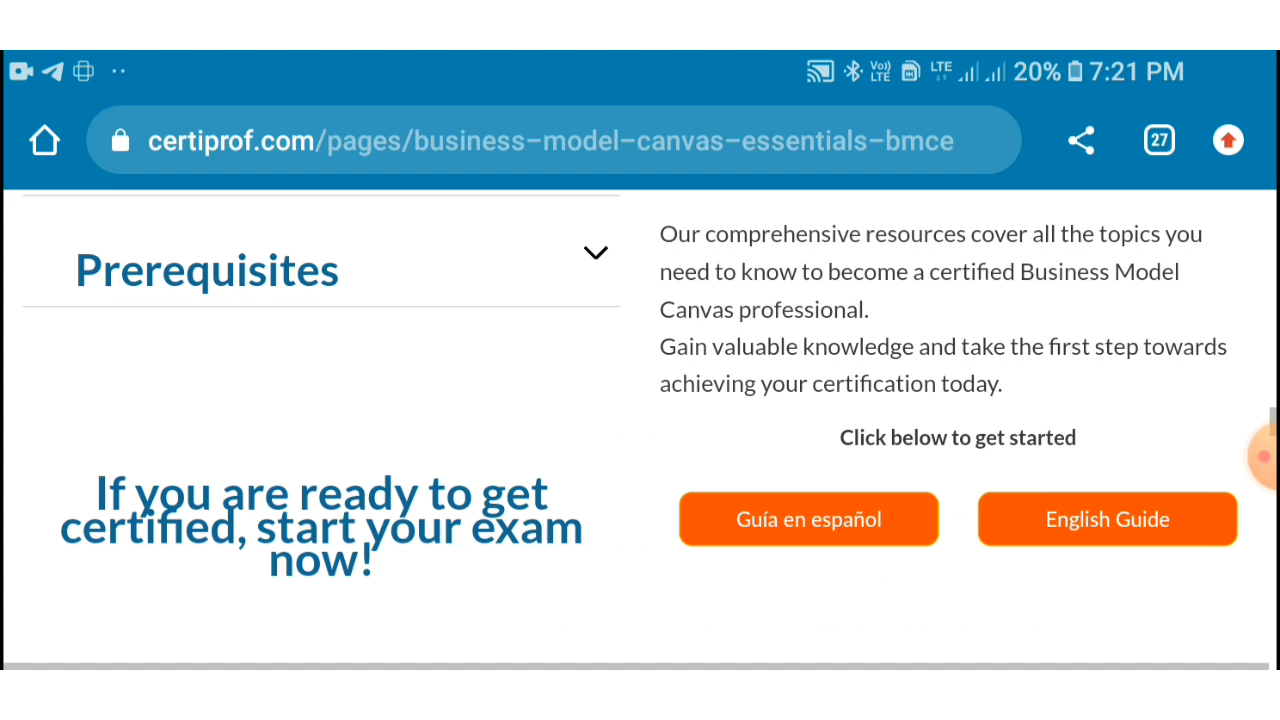 Vo))
LTE
LTE
20%
7:21 PM
certiprof.com/pages/business-model-canvas-essentials-bmce
27
Prerequisites
If you are ready to get
certified, start your exam
now!
Our comprehensive resources cover all the topics you
need to know to become a certified Business Model
Canvas professional.
Gain valuable knowledge and take the first step towards
achieving your certification today.
Click below to get started
Guía en español
English Guide